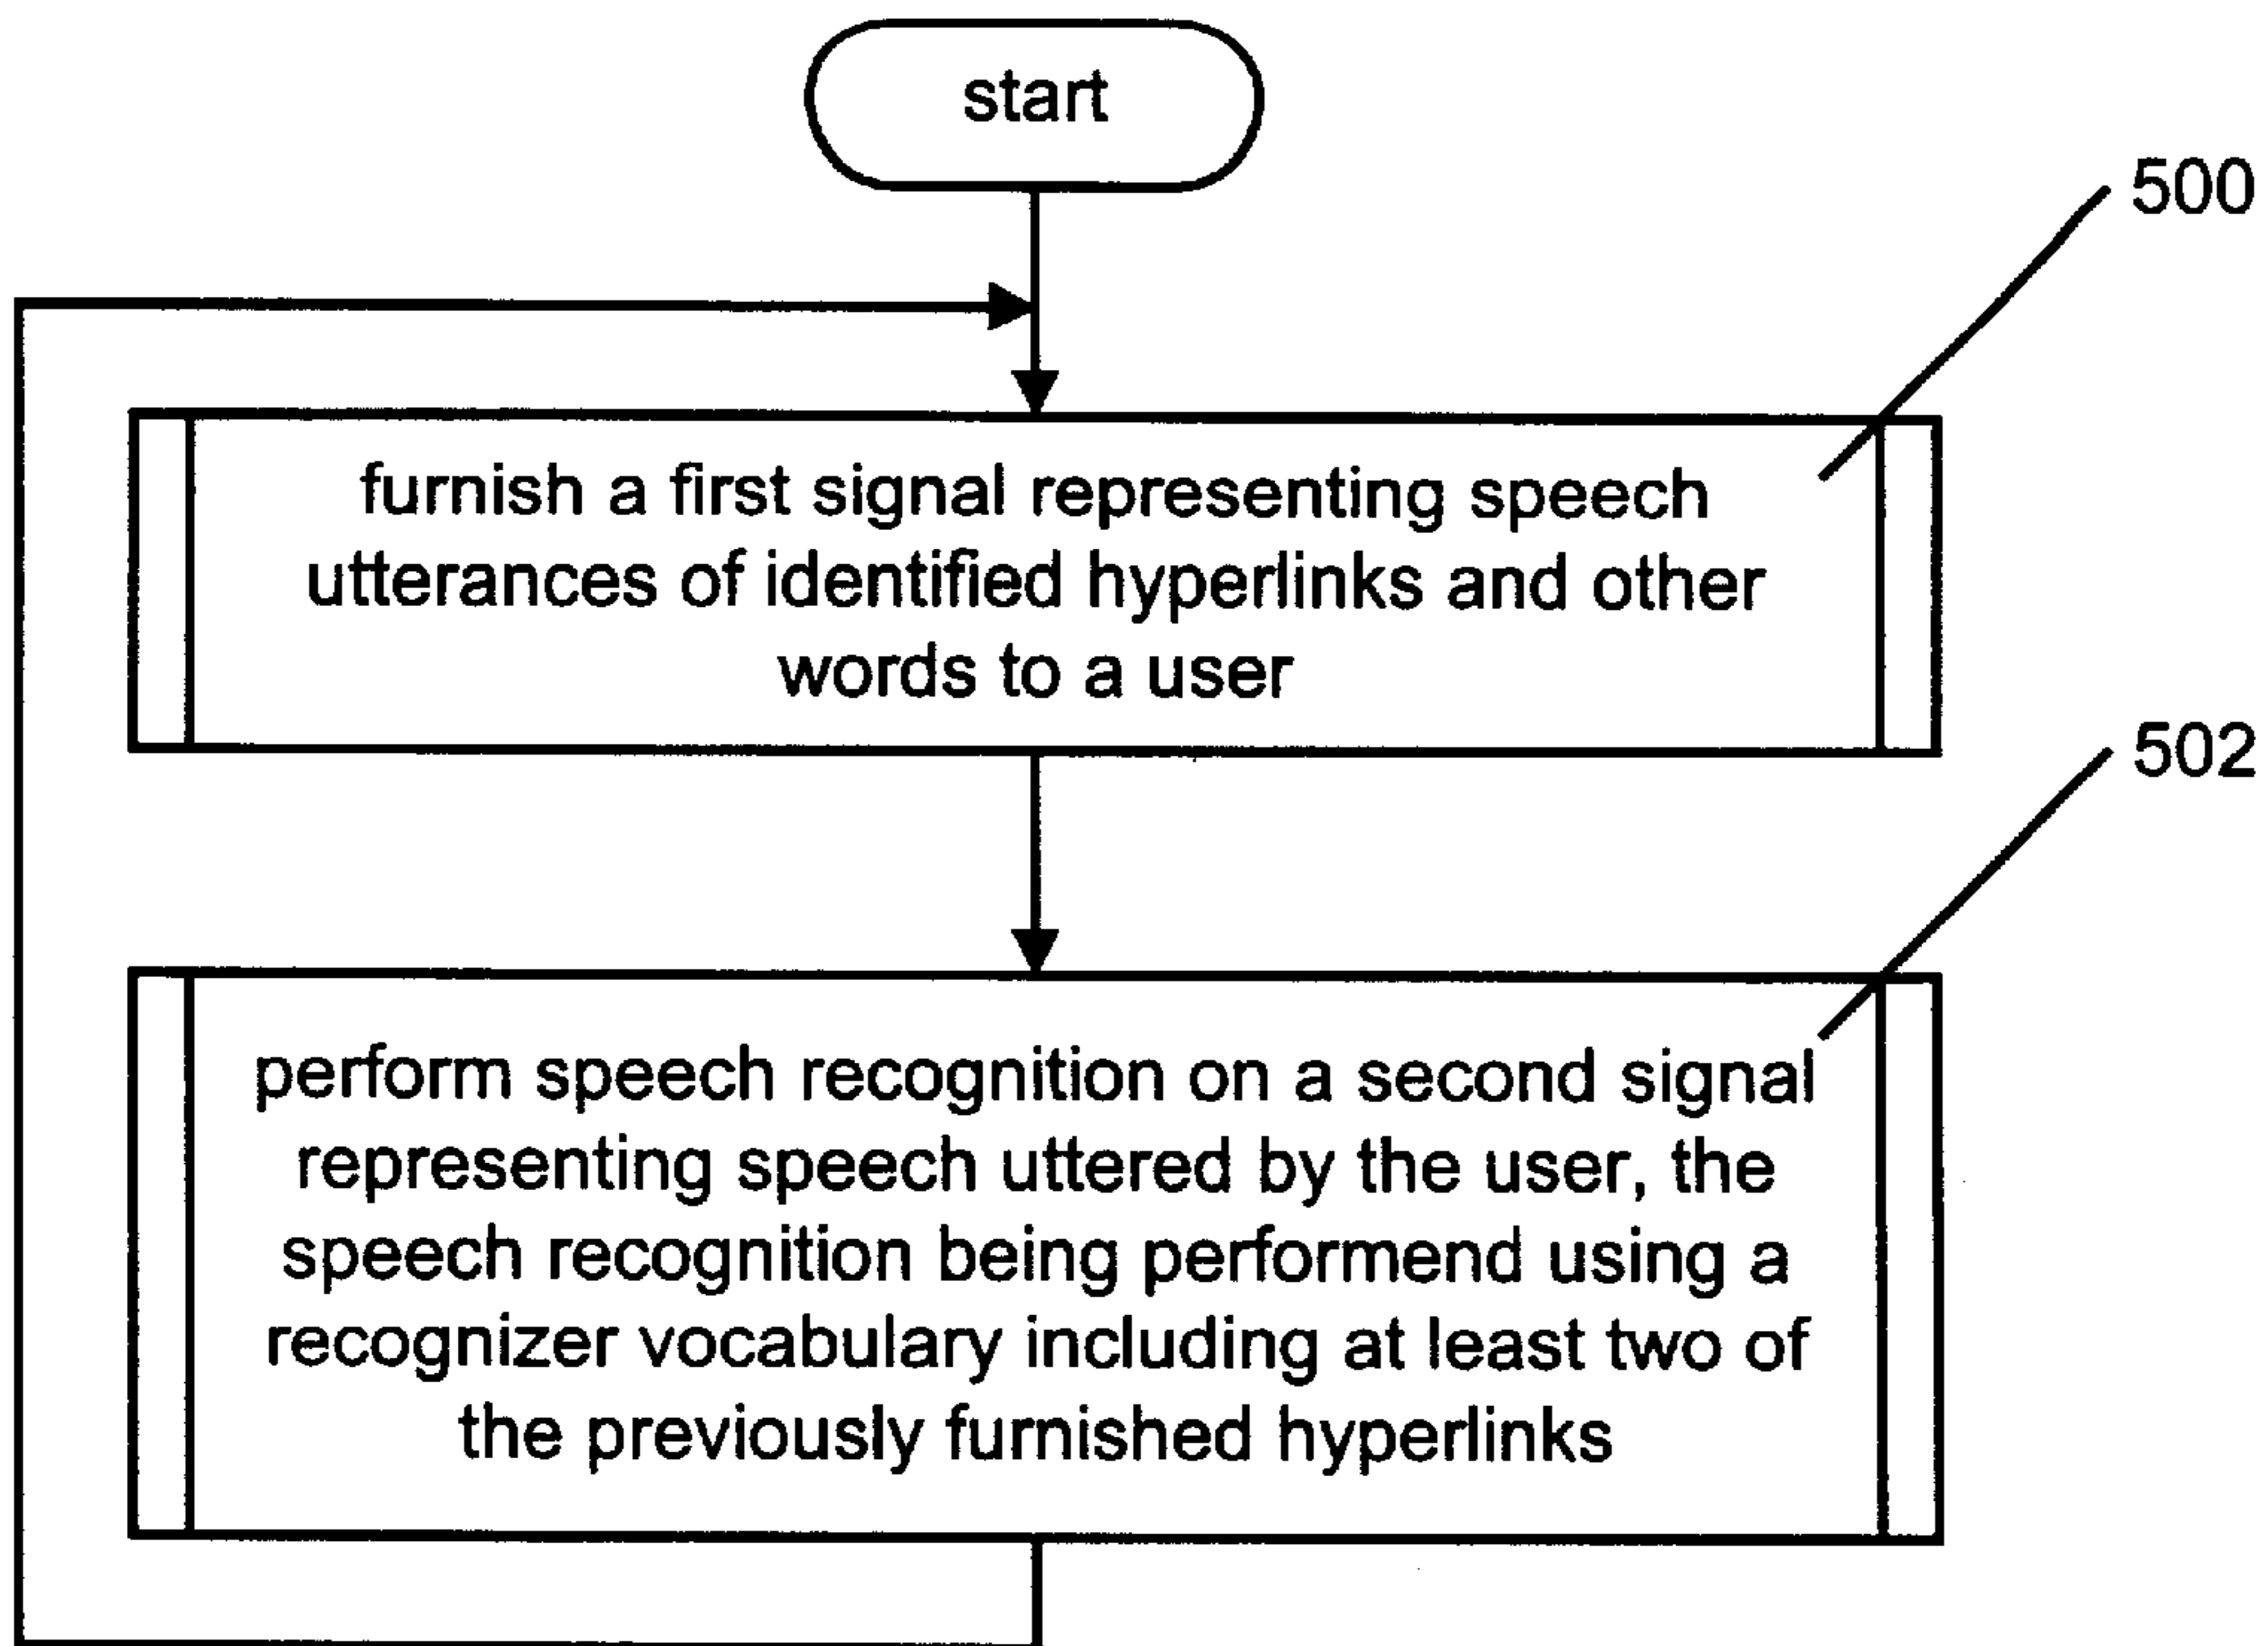 start
500
furnish a first signal representing speech
utterances of identified hyperlinks and other
words to a user
502
perform speech recognition on a second signal
representing speech uttered by the user, the
speech recognition being performend using a
recognizer vocabulary including at least two of
the previously furnished hyperlinks